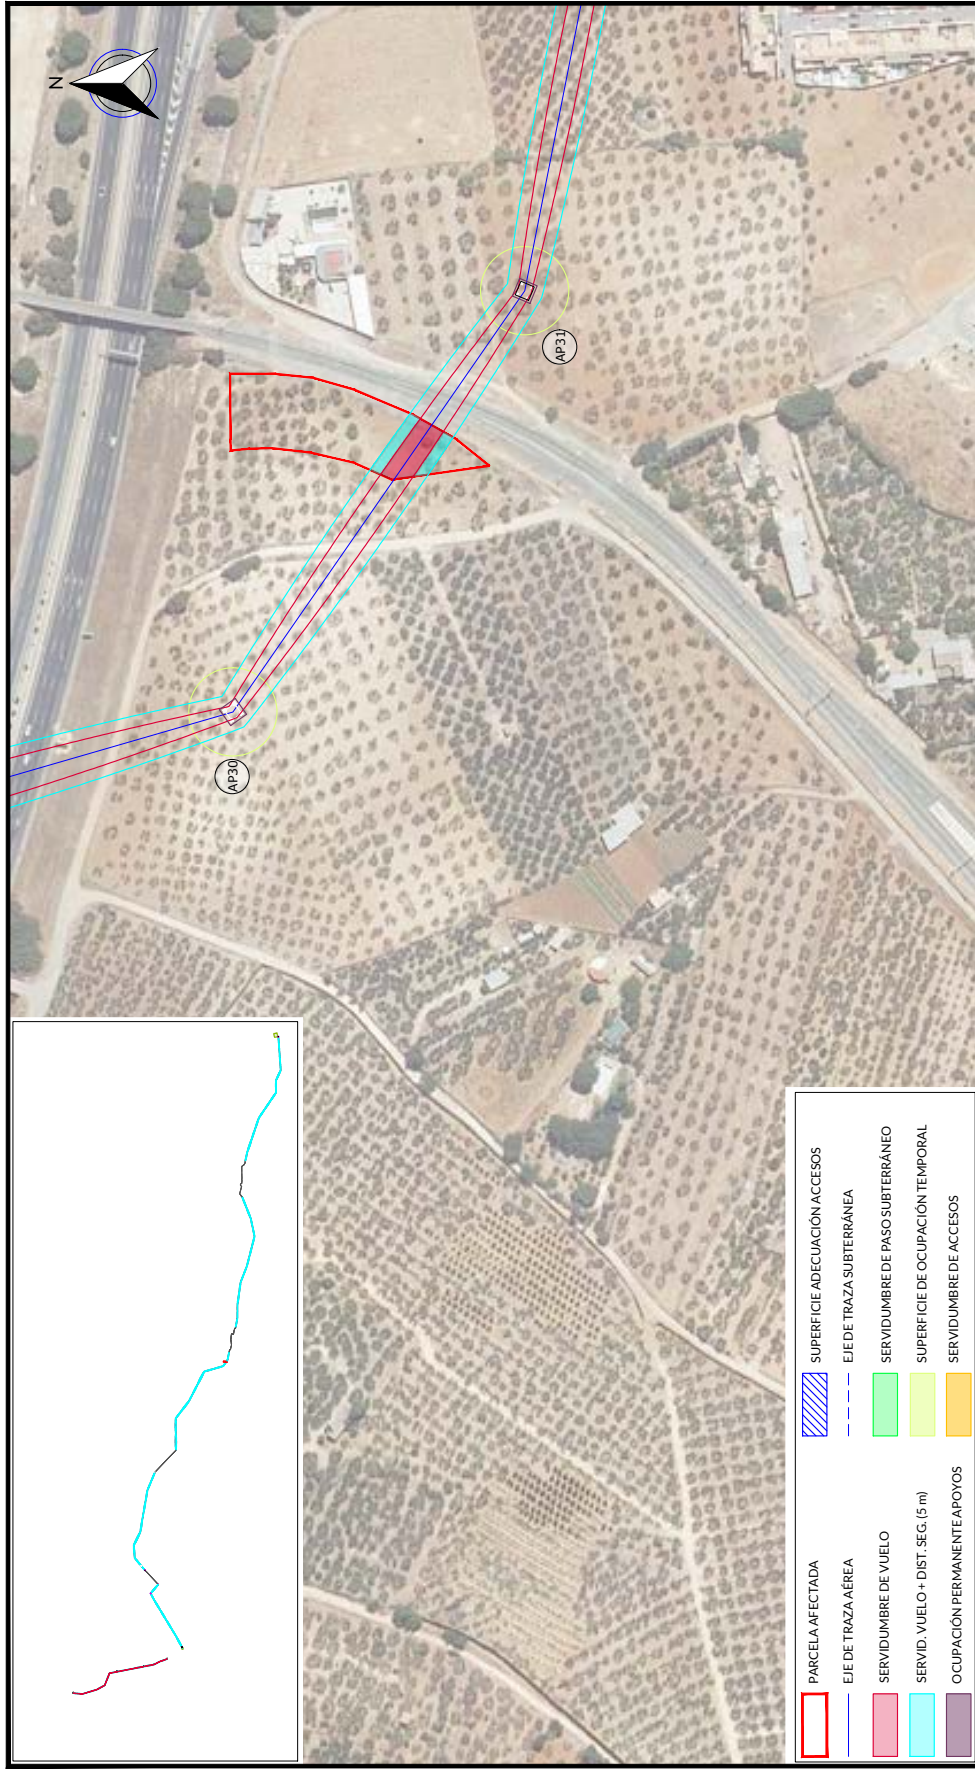 N
AP31
AP30
PARCELA AFECTADA
EJE DE TRAZA AÉREA
SERVIDUMBRE DE VUELO
SERVID. VUELO + DIST. SEG. (5 m)
OCUPACIÓN PERMANENTE APOYOS
SUPERFICIE ADECUACIÓN ACCESOS
EJE DE TRAZA SUBTERRÁNEA
SERVIDUMBRE DE PASO SUBTERRÁNEO
SUPERFICIE DE OCUPACIÓN TEMPORAL
SERVIDUMBRE DE ACCESOS